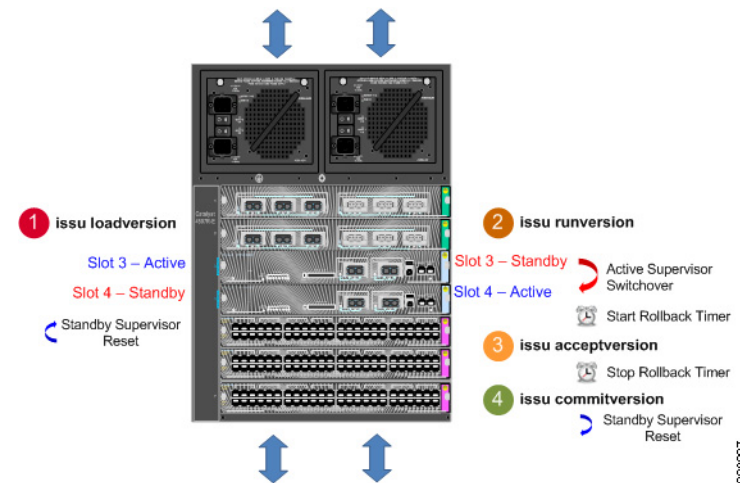 Catalyst
1 issu loadversion
Slot 3 – Active
Slot 4 – Standby
Standby Supervisor
Reset
2 issu runversion
Slot 3 – Standby
Slot 4 – Active
Active Supervisor
Switchover
Start Rollback Timer
3 issu acceptversion
Stop Rollback Timer
4 issu commitversion
Standby Supervisor
Reset